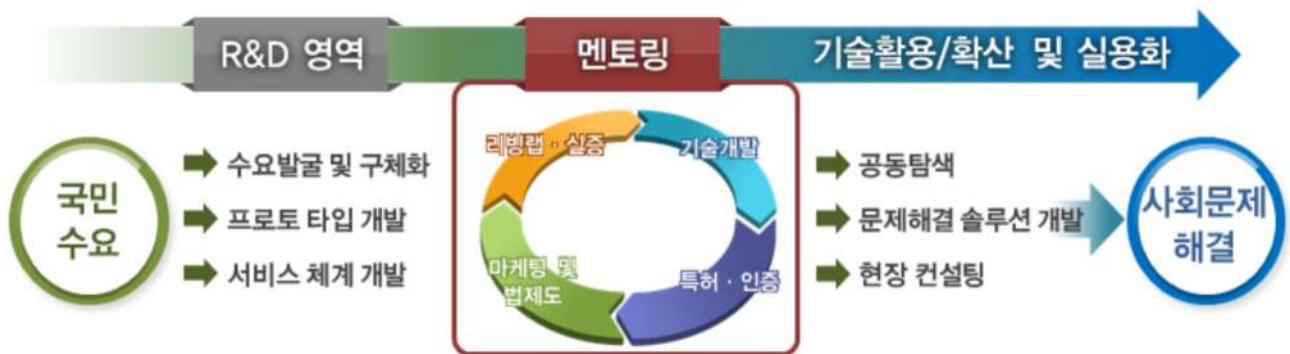 R&D 영역
멘토링
기술활용/확산 및 실용화
국민
수요
수요발굴 및 구체화
프로토 타입 개발
서비스 체계 개발
리빙랩 · 실증
기술개발
마케팅 및
법제도
특허 · 인증
공동탐색
문제해결 솔루션 개발
현장 컨설팅
사회문제
해결